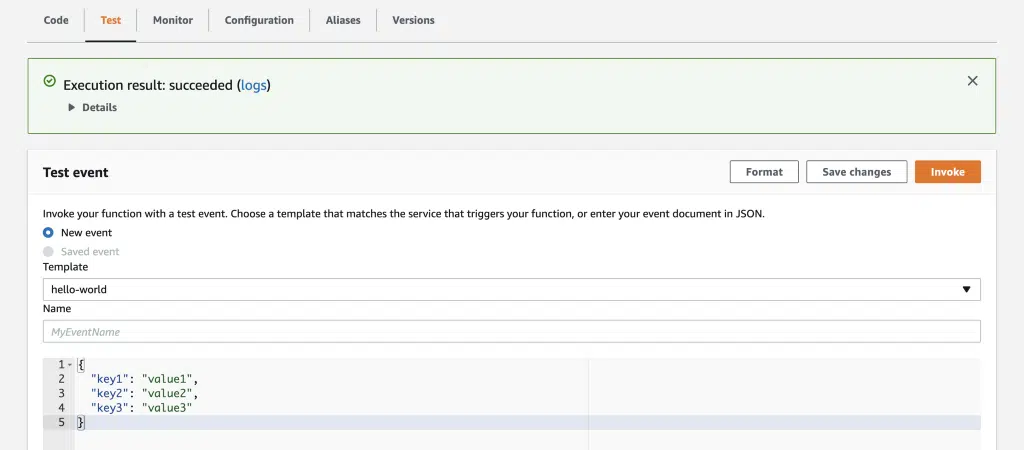 Code Test Monitor Configuration Aliases Versions
Execution result: succeeded (logs)
Details
Test event Format Save changes Invoke
Invoke your function with a test event. Choose a template that matches the service that triggers your function, or enter your event document in JSON.
New event
Saved event
Template
hello-world
Name
MyEventName
1 {
2 "key1": "value1",
3 "key2": "value2",
4 "key3": "value3"
5 }